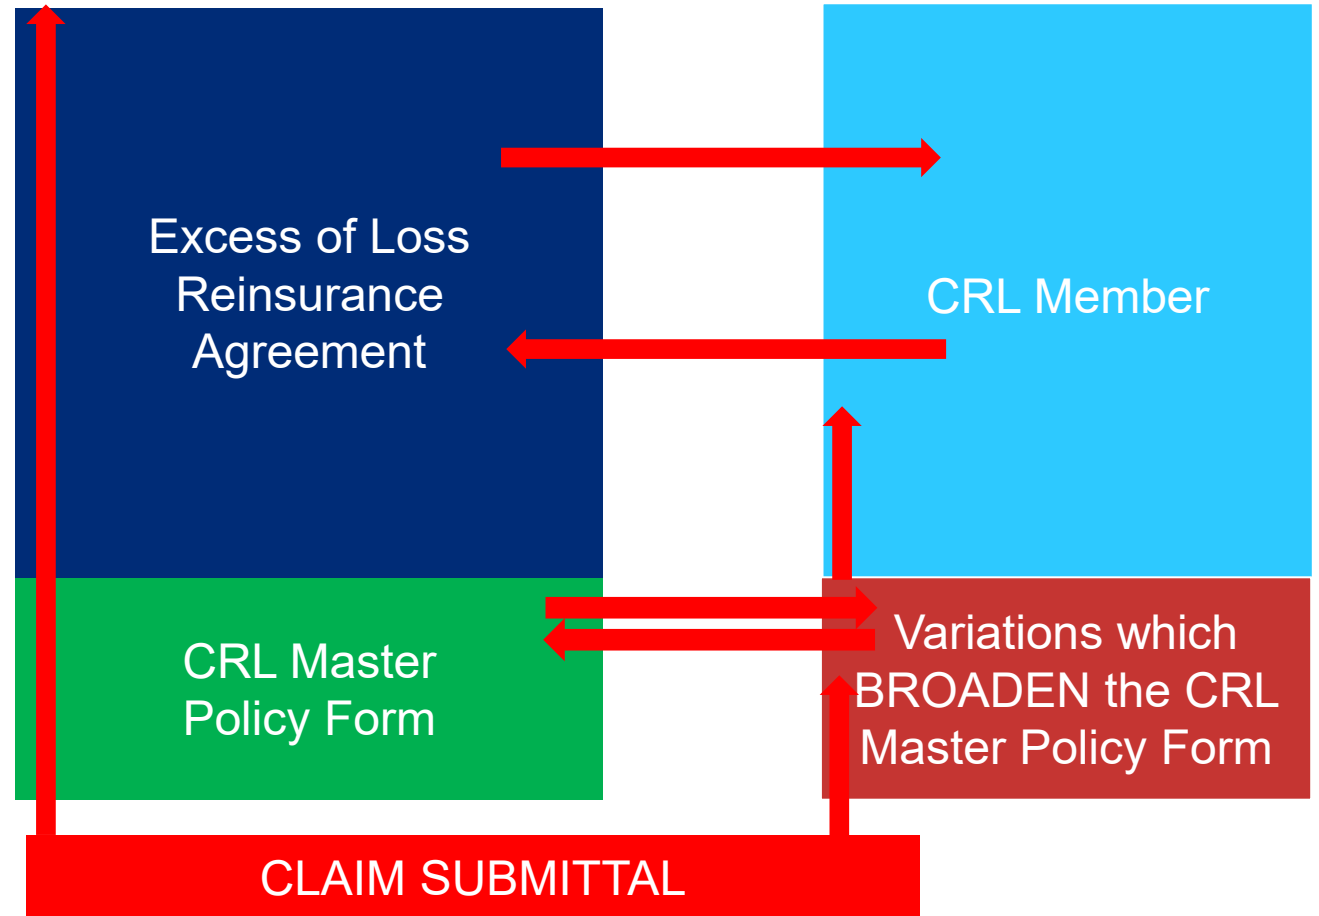 Excess of Loss
Reinsurance
Agreement
CRL Member
CRL Master
Policy Form
Variations which
BROADEN the CRL
Master Policy Form
CLAIM SUBMITTAL